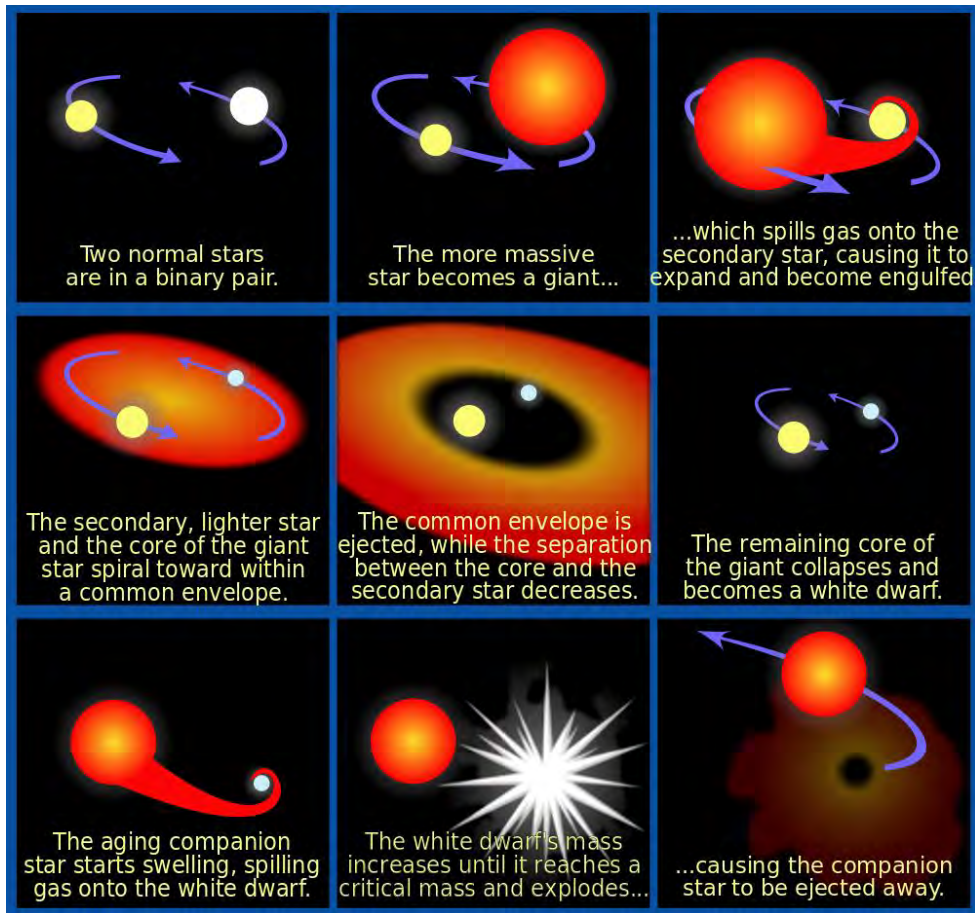 Two normal stars
are in a binary pair.
The more massive
star becomes a giant...
...which spills gas onto the
secondary star, causing it to
expand and become engulfed.
The secondary, lighter star
and the core of the giant
star spiral toward within
a common envelope.
The common envelope is
ejected, while the separation
between the core and the
secondary star decreases.
The remaining core of
the giant collapses and
becomes a white dwarf.
The aging companion
star starts swelling, spilling
gas onto the white dwarf.
The white dwarf's mass
increases until it reaches a
critical mass and explodes...
...causing the companion
star to be ejected away.